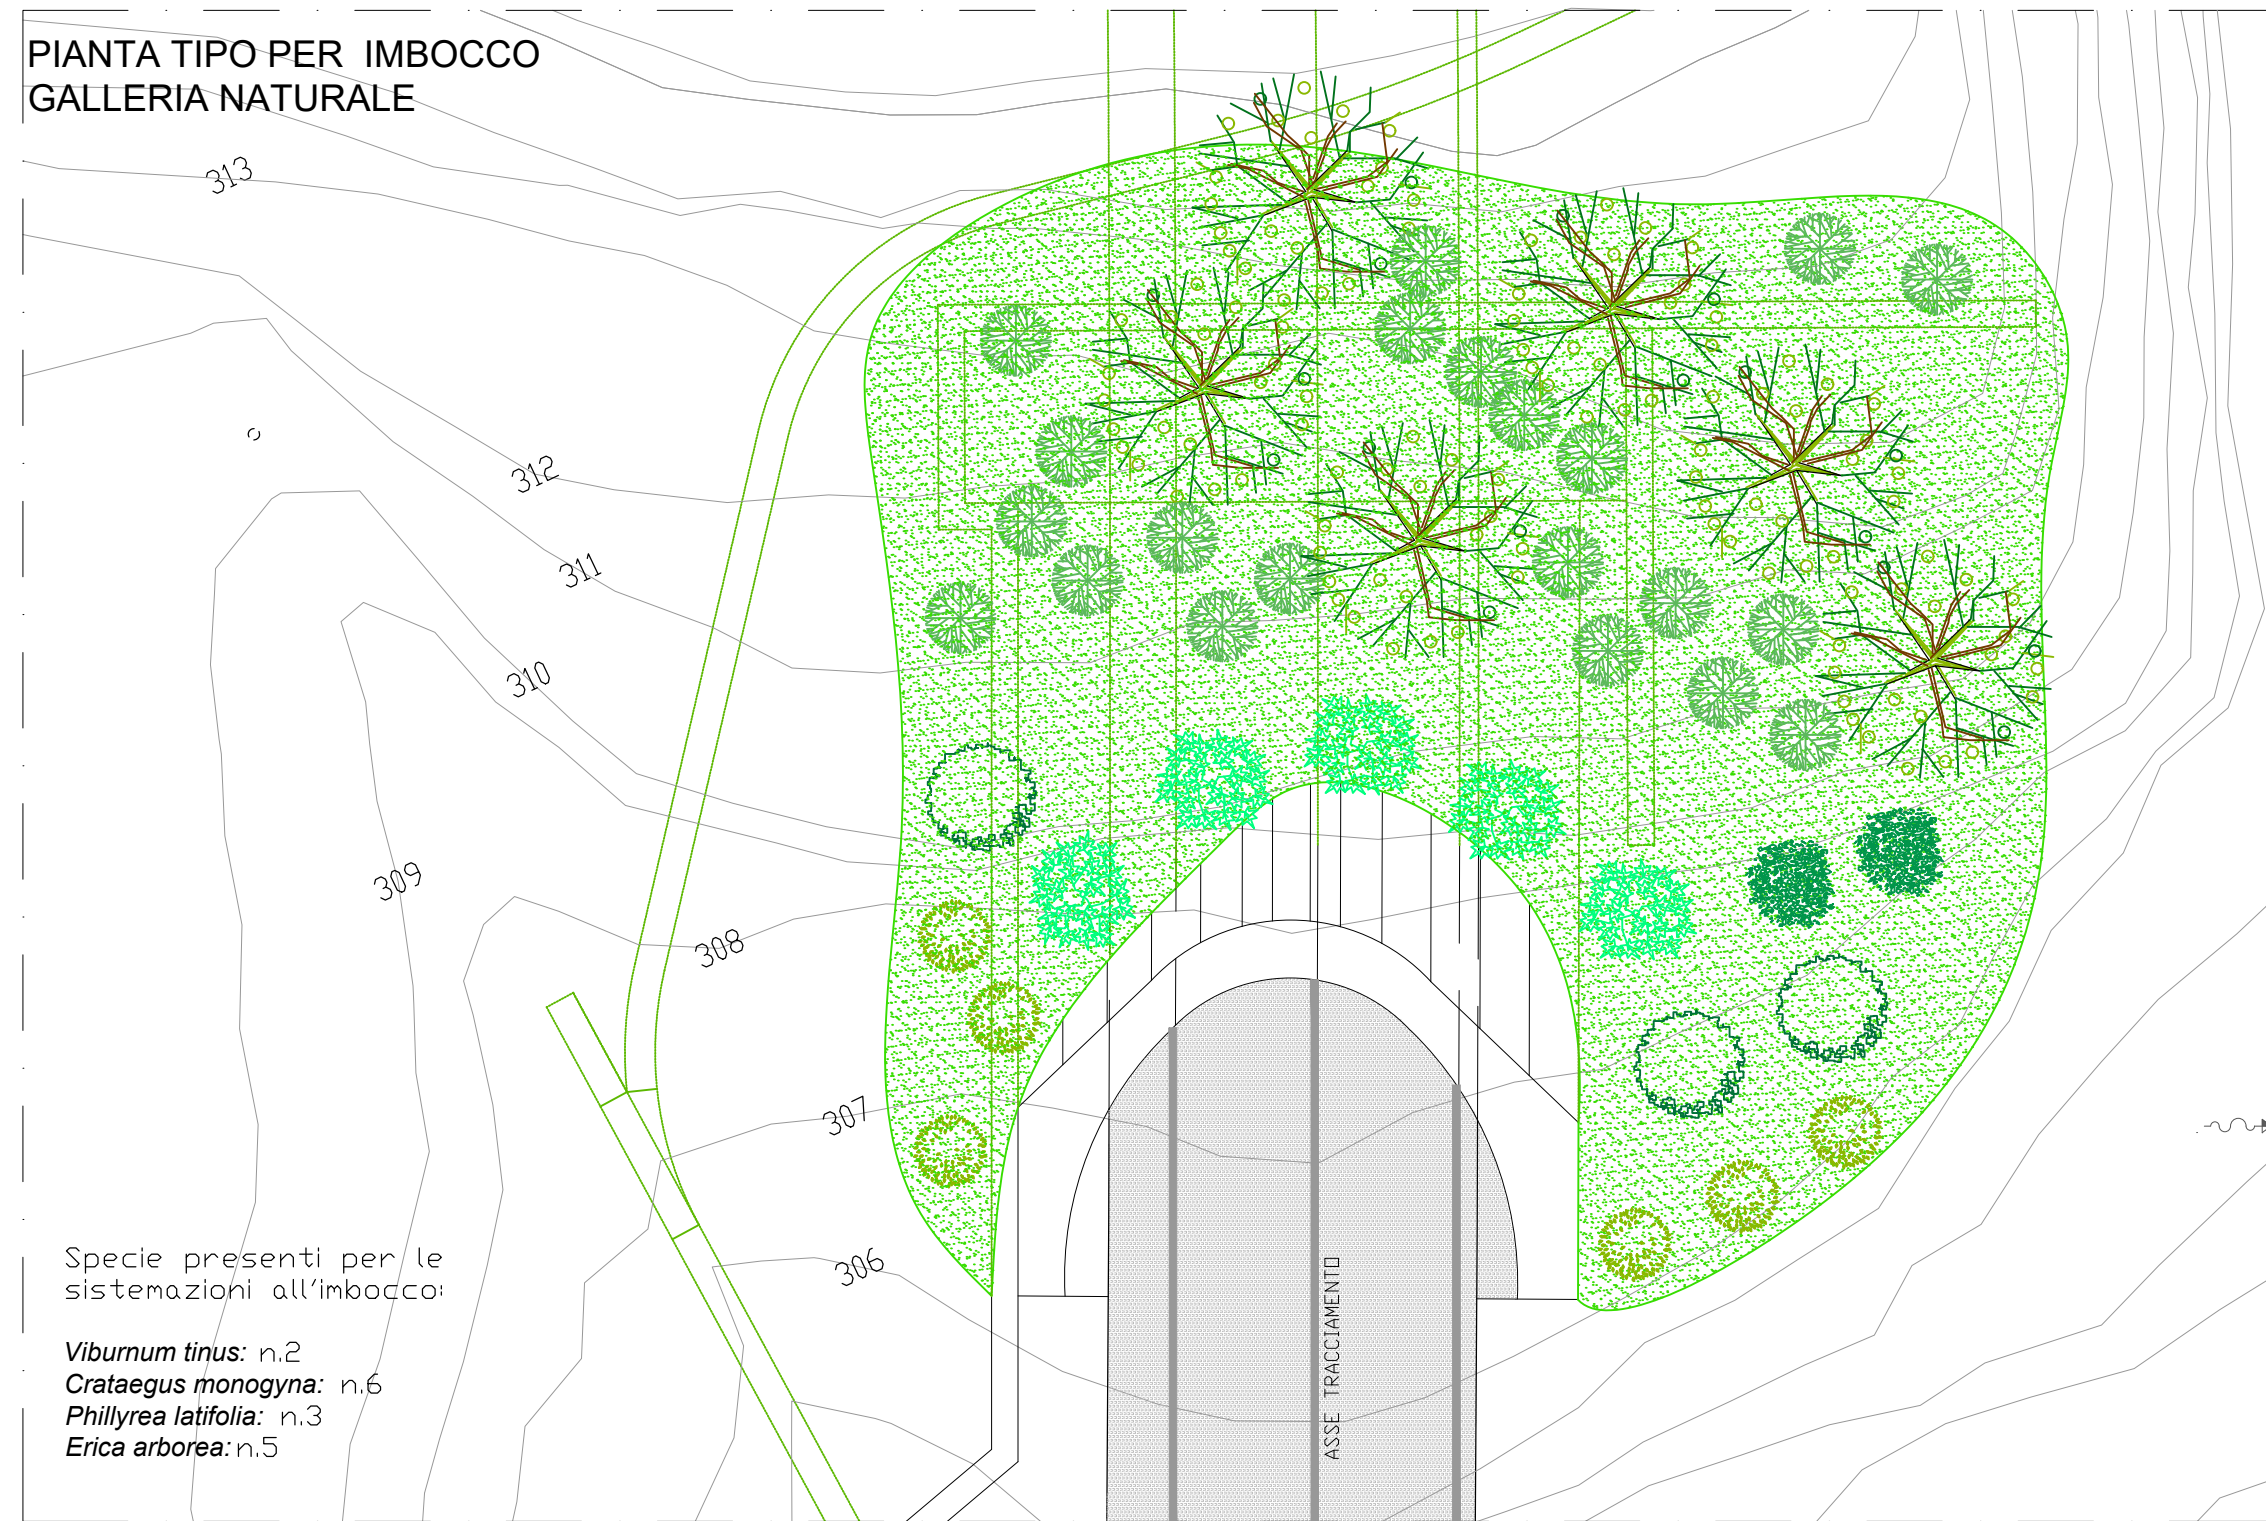 PIANTA TIPO PER IMBOCCO
GALLERIA NATURALE
313
312
311
310
309
308
307
306
Specie presenti per le
sistemazioni all'imbocco:
Viburnum tinus: n.2
Crataegus monogyna: n.6
Phillyrea latifolia: n.3
Erica arborea: n.5
ASSE TRACCIAMENTO